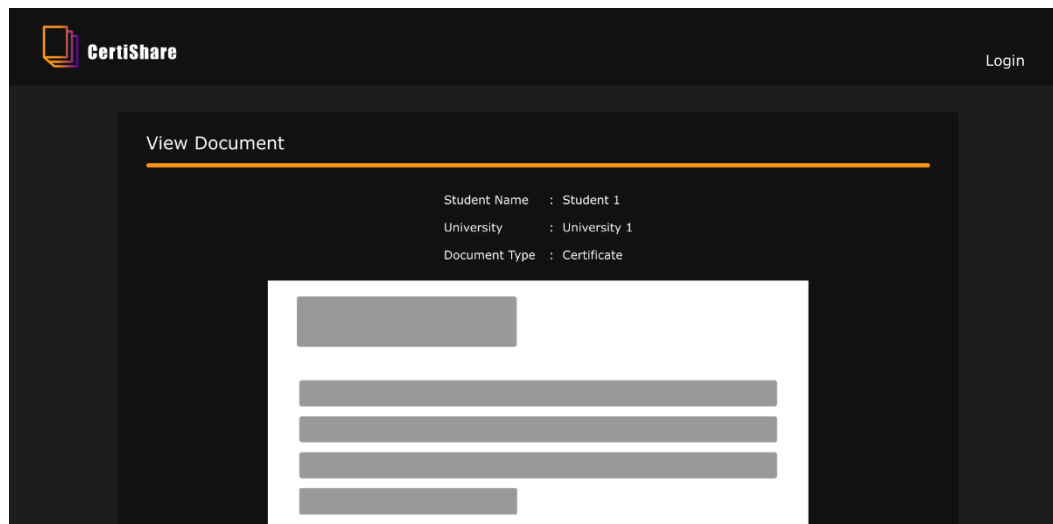 CertiShare
Login
View Document
Student Name : Student 1
University : University 1
Document Type : Certificate